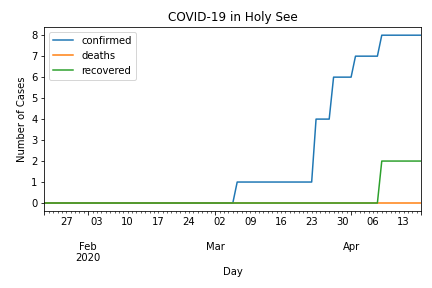 COVID-19 in Holy See
confirmed
deaths
recovered
Number of Cases
8
7
6
5
4
3
2
1
0
27 03 10 17 24 02 09 16 23 30 06 13
Feb Mar Apr
2020
Day